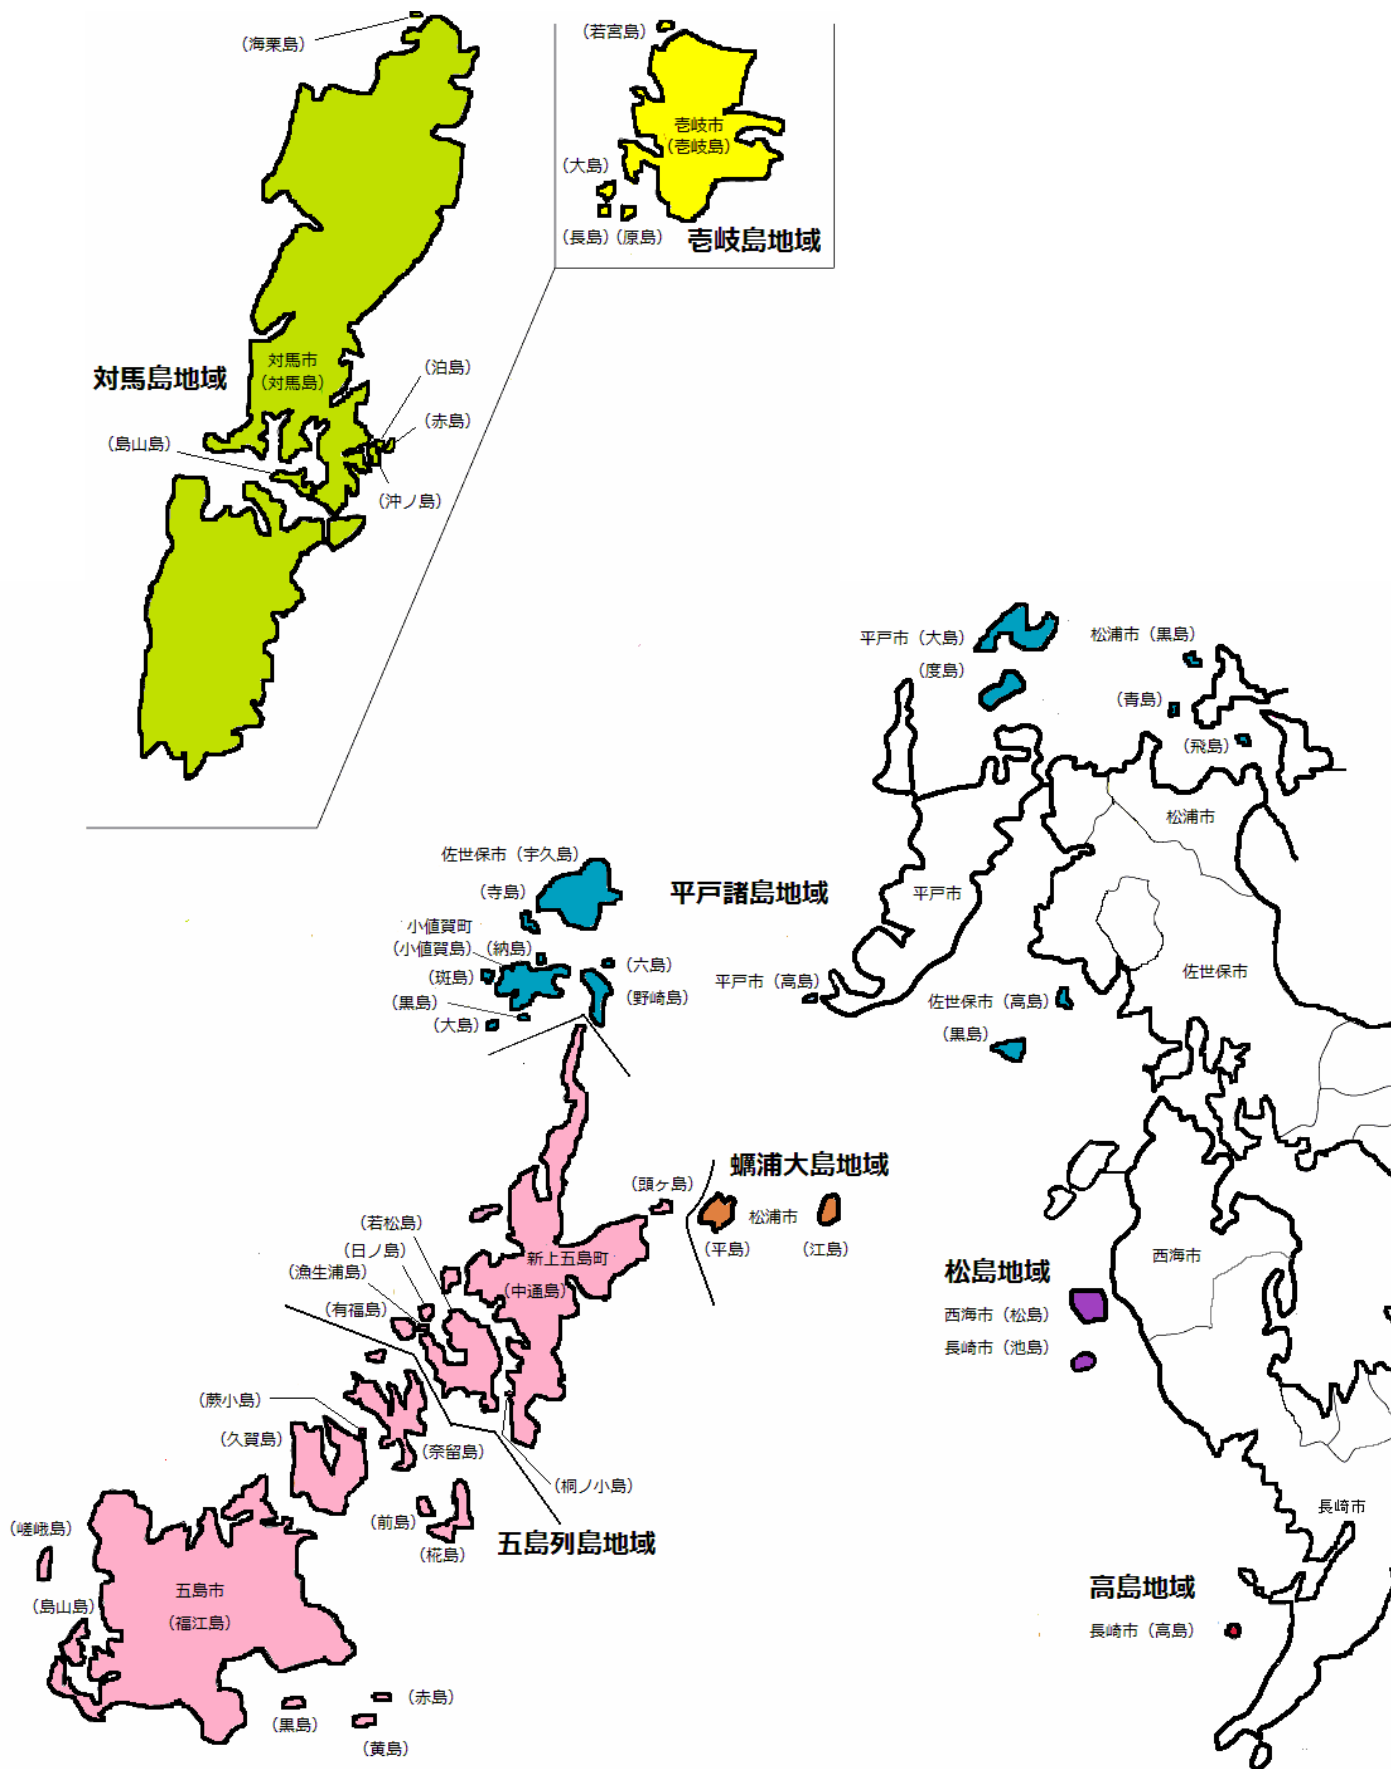 （海栗島）
（若宮島）
壱岐市
（壱岐島）
（大島）
（長島）（原島）
壱岐島地域
対馬市
（対馬島）
対馬島地域
（泊島）
（赤島）
（島山島）
（沖ノ島）
平戸市（大島）
（度島）
松浦市（黒島）
（青島）
（飛島）
松浦市
平戸市
佐世保市
佐世保市（宇久島）
（寺島）
平戸諸島地域
小値賀町
（小値賀島）（納島）
（斑島）
（六島）
（野崎島）
（黒島）
（大島）
平戸市（高島）
佐世保市（高島）
（黒島）
蠣浦大島地域
（頭ヶ島）
松浦市
（平島）
（江島）
（若松島）
（日ノ島）
（漁生浦島）
（有福島）
新上五島町
（中通島）
西海市
松島地域
西海市（松島）
長崎市（池島）
（蕨小島）
（久賀島）
（奈留島）
（桐ノ小島）
（前島）
（椛島）
五島列島地域
（嵯峨島）
五島市
（福江島）
（島山島）
（赤島）
（黒島）
（黄島）
長崎市
高島地域
長崎市（高島）